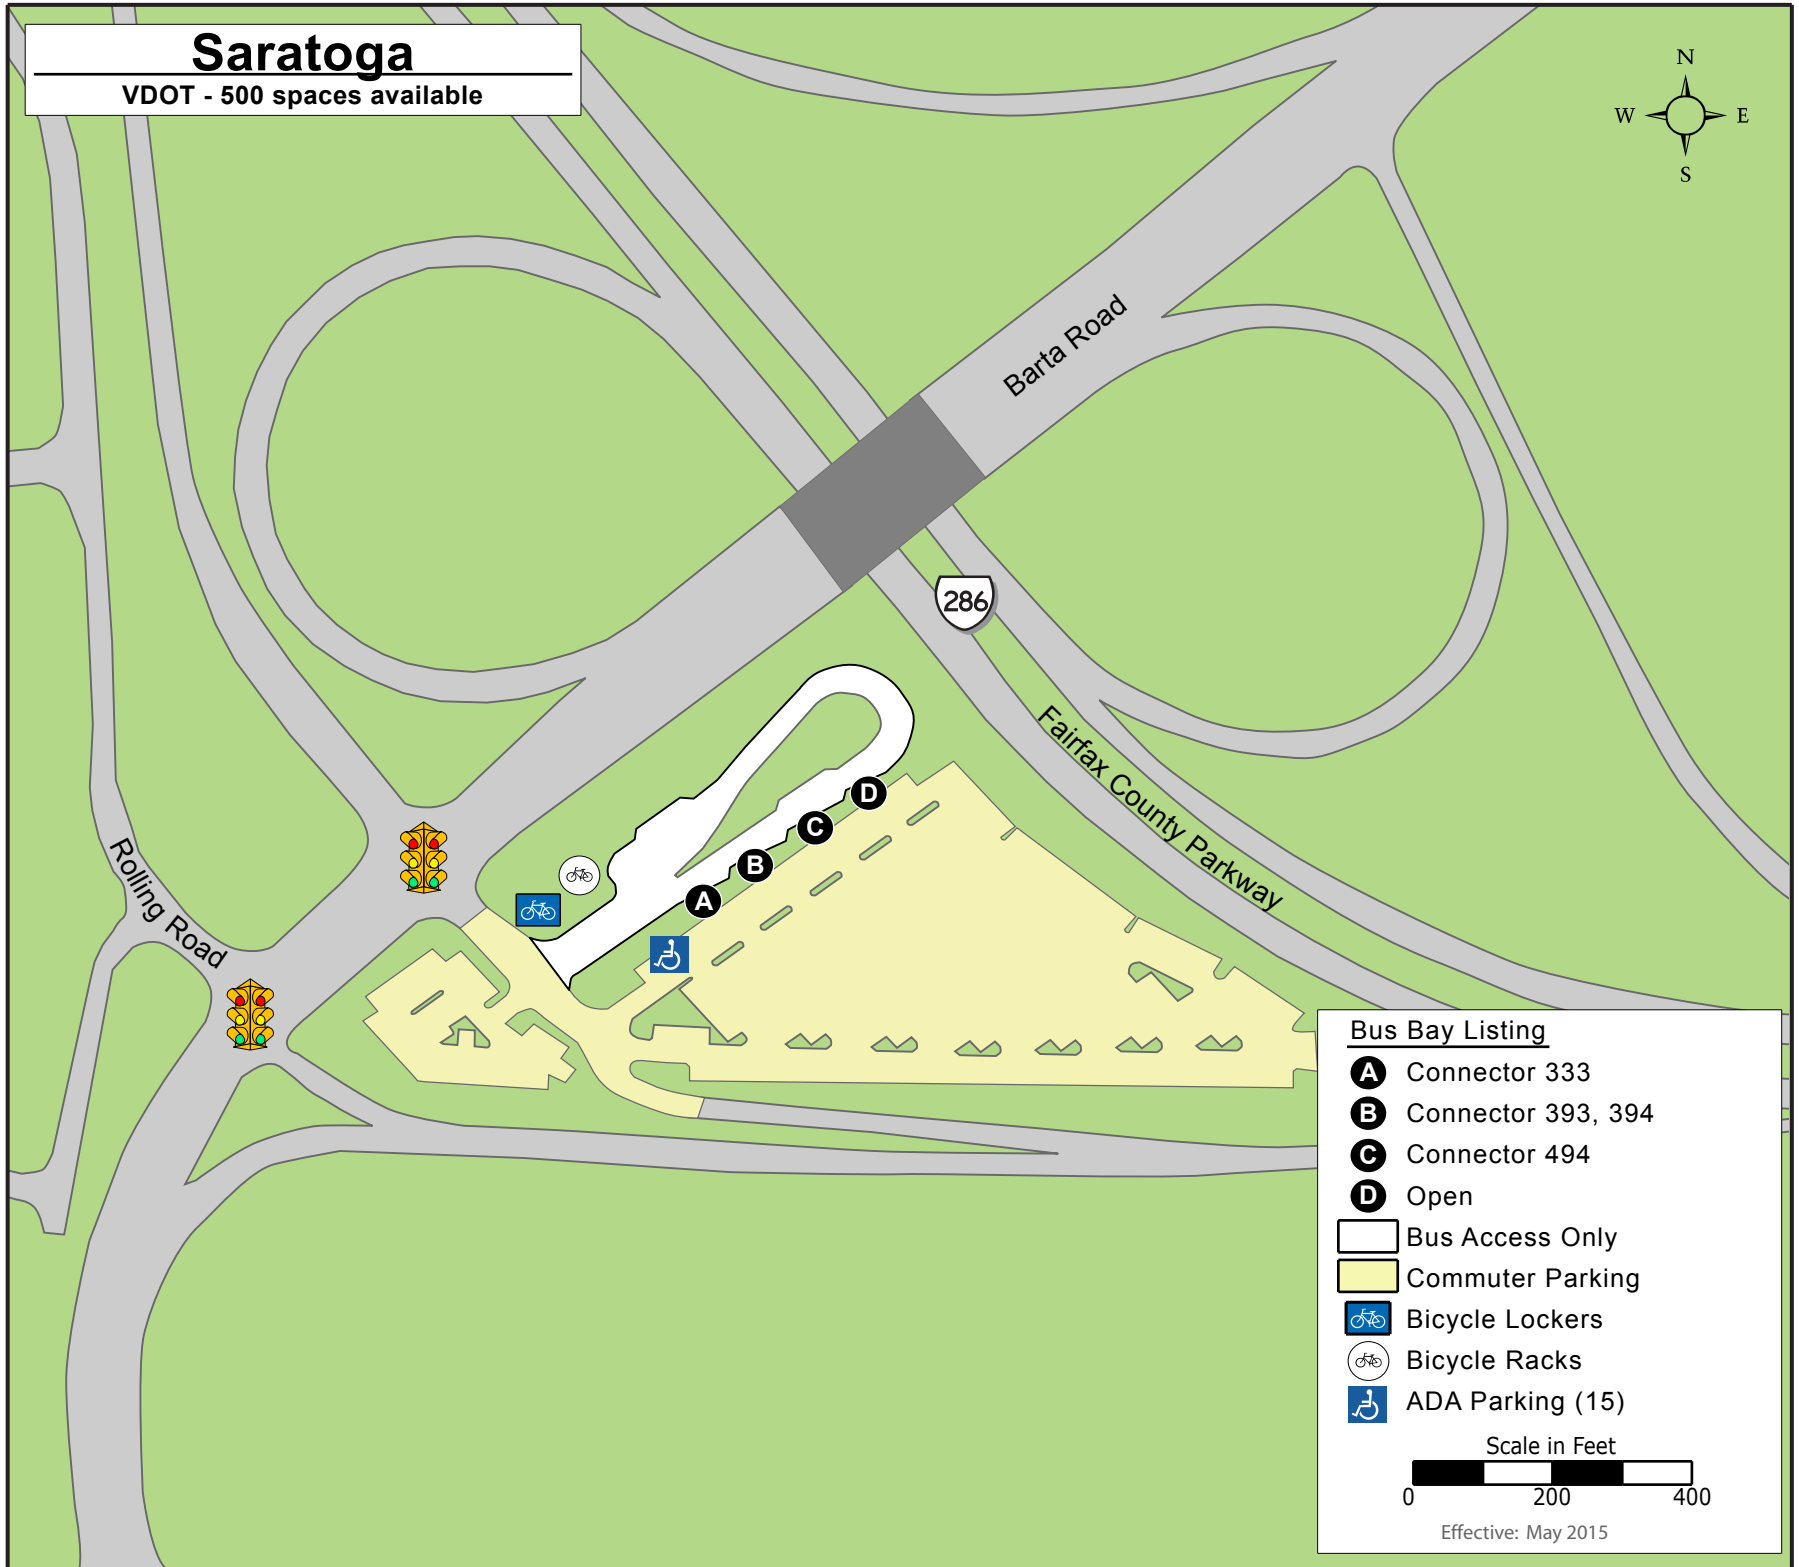 Saratoga
VDOT - 500 spaces available
N
W E
S
Barta Road
286
Fairfax County Parkway
Rolling Road
D
C
B
A
Bus Bay Listing
A Connector 333
B Connector 393, 394
C Connector 494
D Open
Bus Access Only
Commuter Parking
Bicycle Lockers
Bicycle Racks
ADA Parking (15)
Scale in Feet
0 200 400
Effective: May 2015